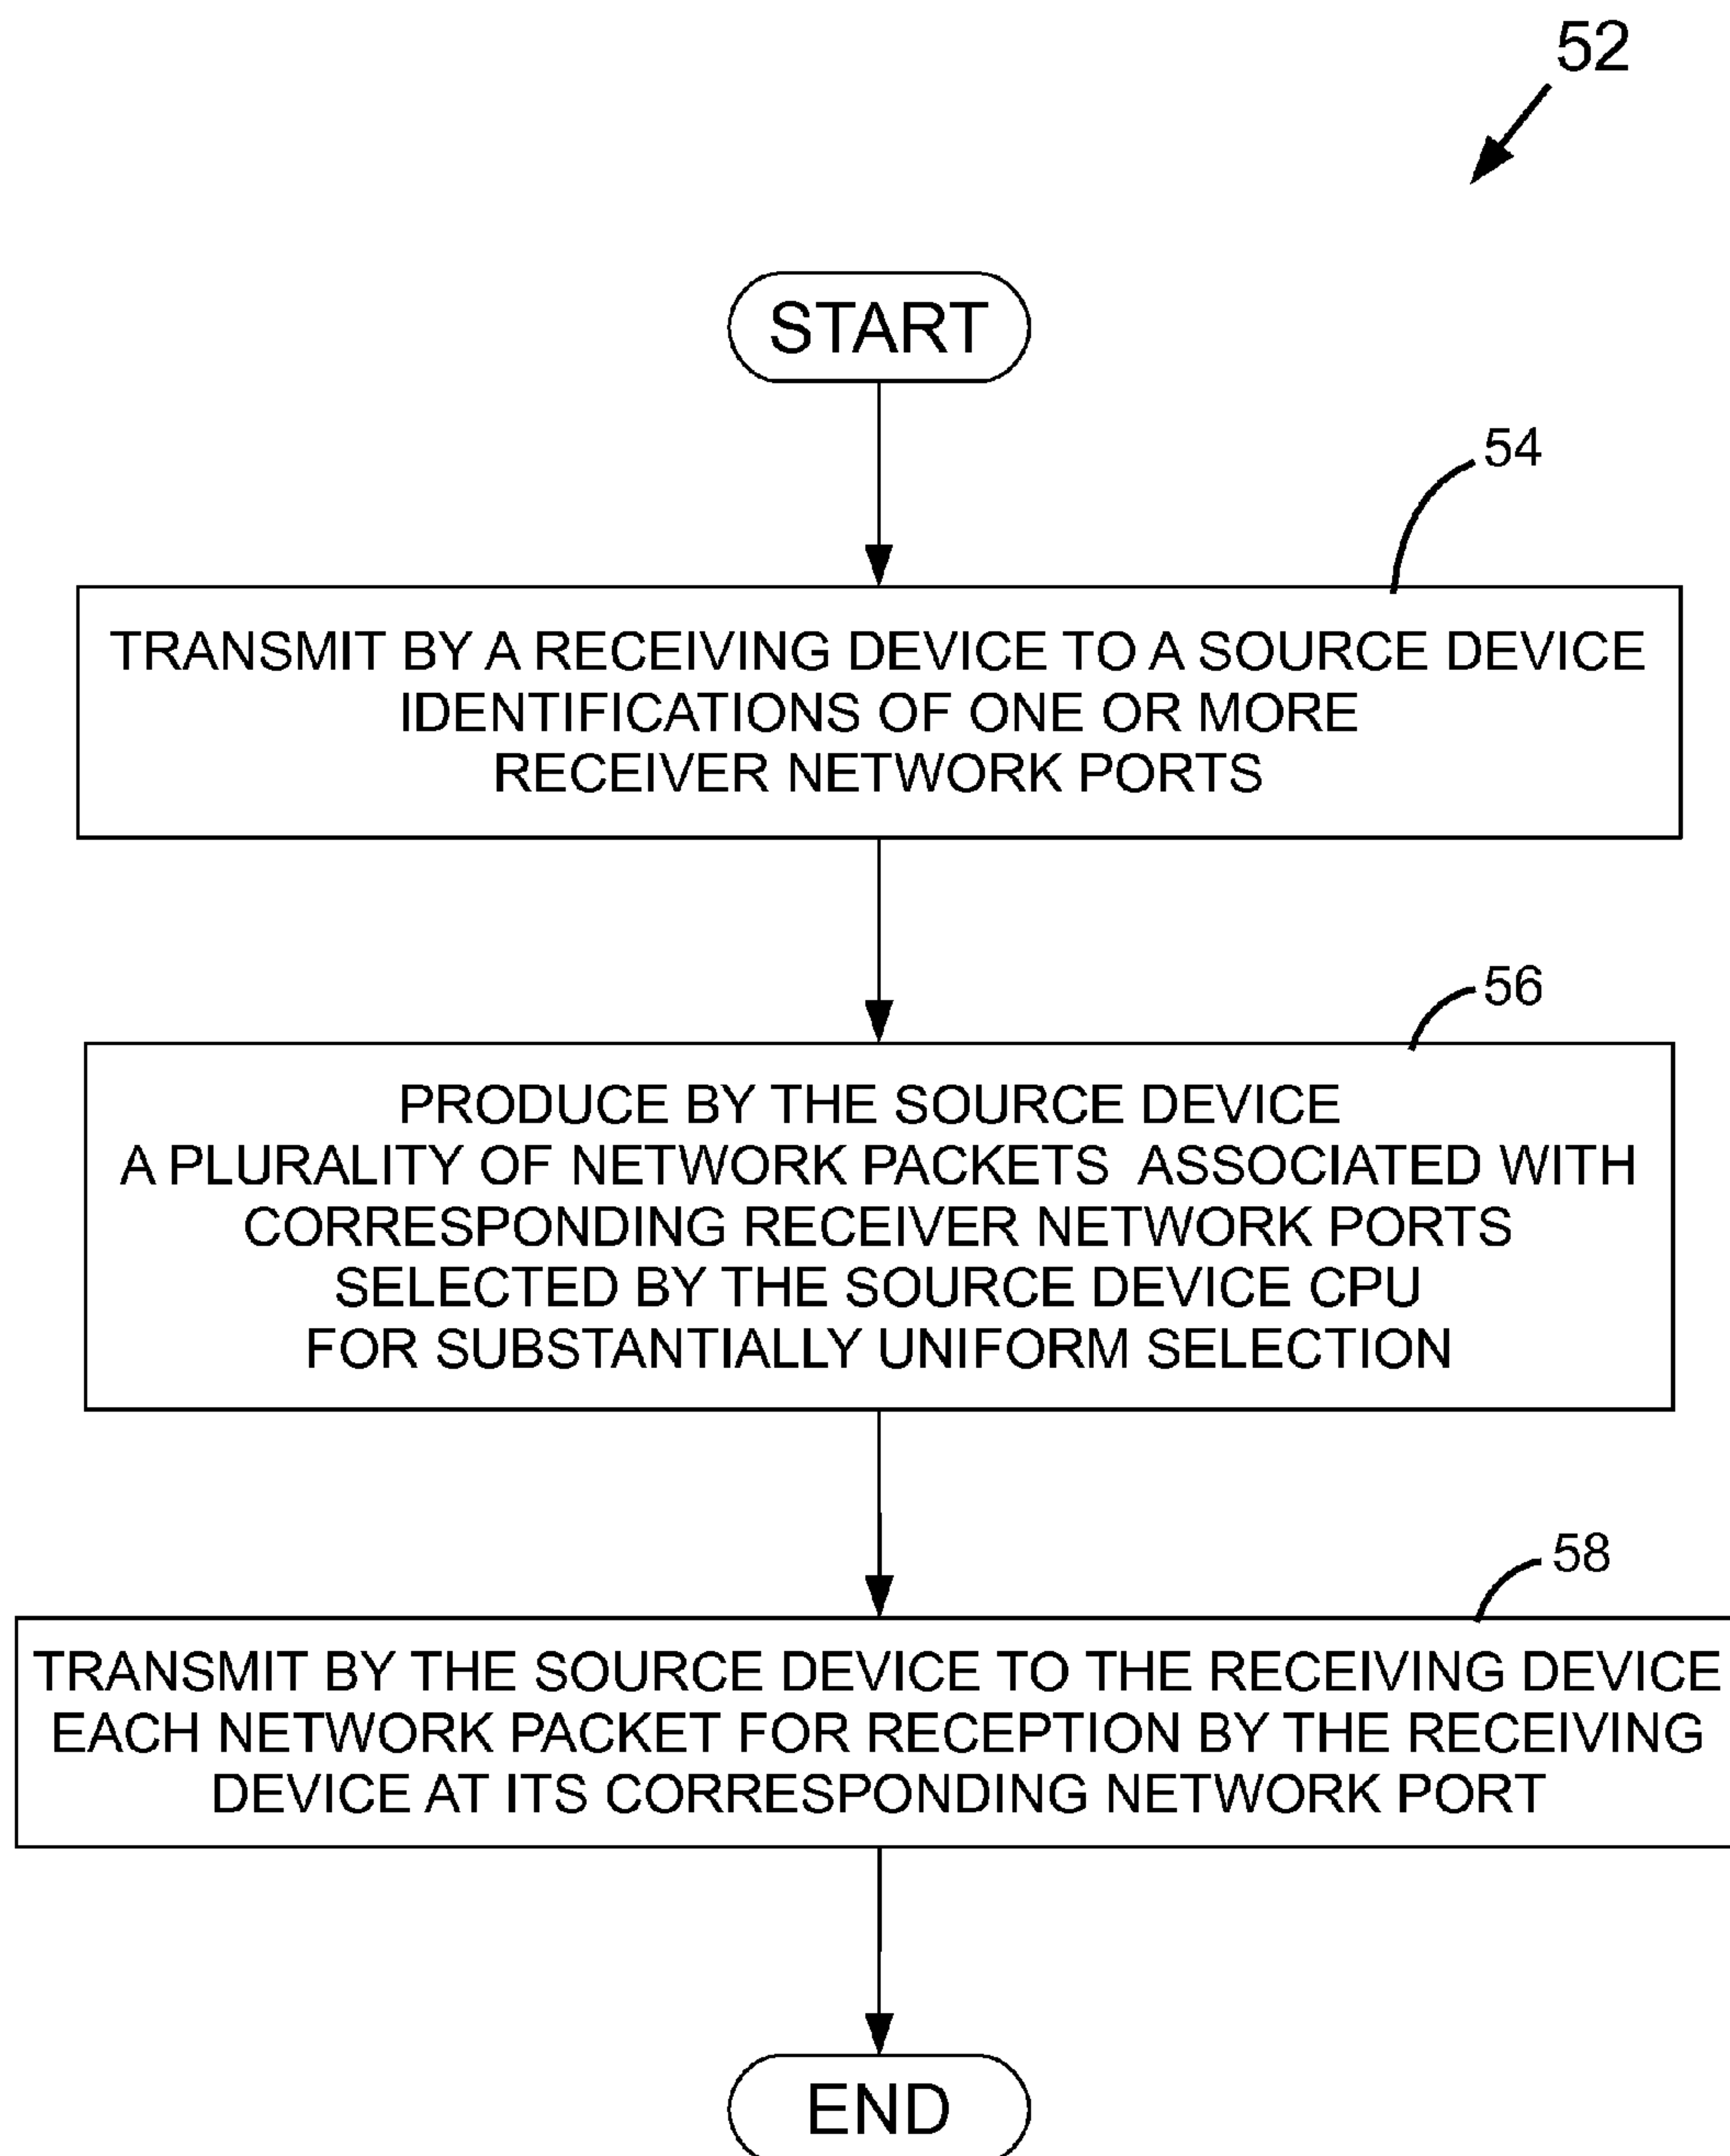 52
START
54
TRANSMIT BY A RECEIVING DEVICE TO A SOURCE DEVICE
IDENTIFICATIONS OF ONE OR MORE
RECEIVER NETWORK PORTS
56
PRODUCE BY THE SOURCE DEVICE
A PLURALITY OF NETWORK PACKETS ASSOCIATED WITH
CORRESPONDING RECEIVER NETWORK PORTS
SELECTED BY THE SOURCE DEVICE CPU
FOR SUBSTANTIALLY UNIFORM SELECTION
58
TRANSMIT BY THE SOURCE DEVICE TO THE RECEIVING DEVICE
EACH NETWORK PACKET FOR RECEPTION BY THE RECEIVING
DEVICE AT ITS CORRESPONDING NETWORK PORT
END